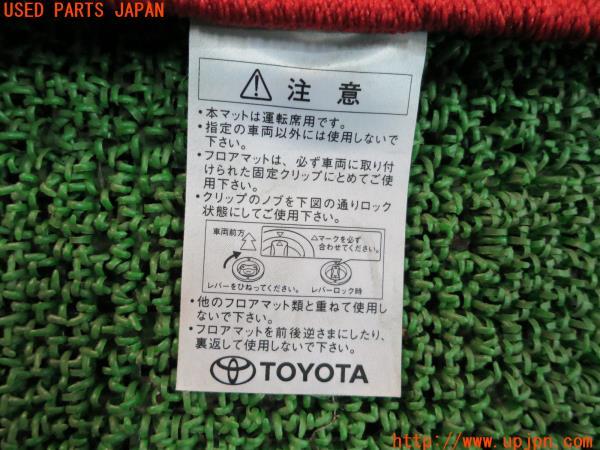 USED PARTS JAPAN
注意
・本マットは運転席用です。
・指定の車両以外には使用しないで
下さい。
・フロアマットは、必ず車両に取り付
けられた固定クリップにとめてご使
用下さい。
・クリップのノブを下図の通りロック
状態にしてご使用下さい。
車両前方
△マークを必ず
合わせてください。
レバーをひねってください。
レバーロック時
・他のフロアマット類と重ねて使用し
ないで下さい。
・フロアマットを前後逆さまにしたり、
裏返して使用しないで下さい。
TOYOTA
http://www.upjpn.com/